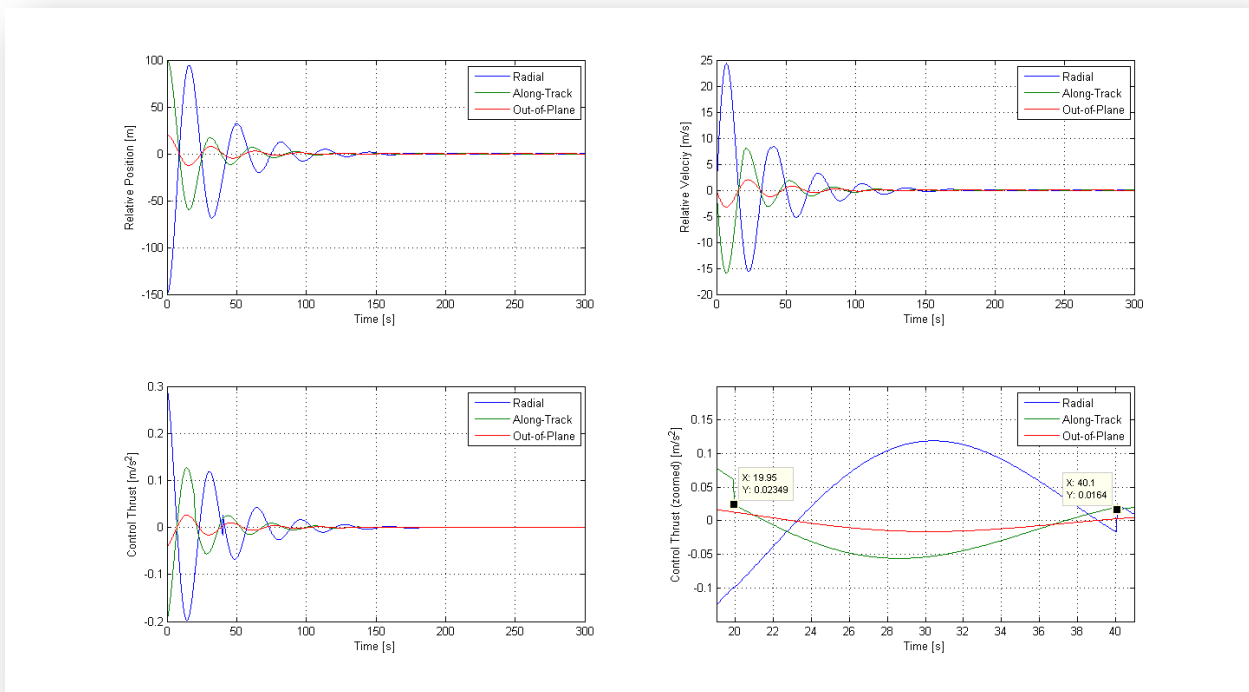 100
50
0
-50
-100
-150
0
50
100
150
200
250
300
Relative Position [m]
Time [s]
Radial
Along-Track
Out-of-Plane
25
20
15
10
5
0
-5
-10
-15
-20
0
50
100
150
200
250
300
Relative Velociy [m/s]
Time [s]
Radial
Along-Track
Out-of-Plane
0.3
0.2
0.1
0
-0.1
-0.2
0
50
100
150
200
250
300
Control Thrust [m/s²]
Time [s]
Radial
Along-Track
Out-of-Plane
0.15
0.1
0.05
0
-0.05
-0.1
20
22
24
26
28
30
32
34
36
38
40
Control Thrust (zoomed) [m/s²]
Time [s]
Radial
Along-Track
Out-of-Plane
X: 19.95
Y: 0.02349
X: 40.1
Y: 0.0164